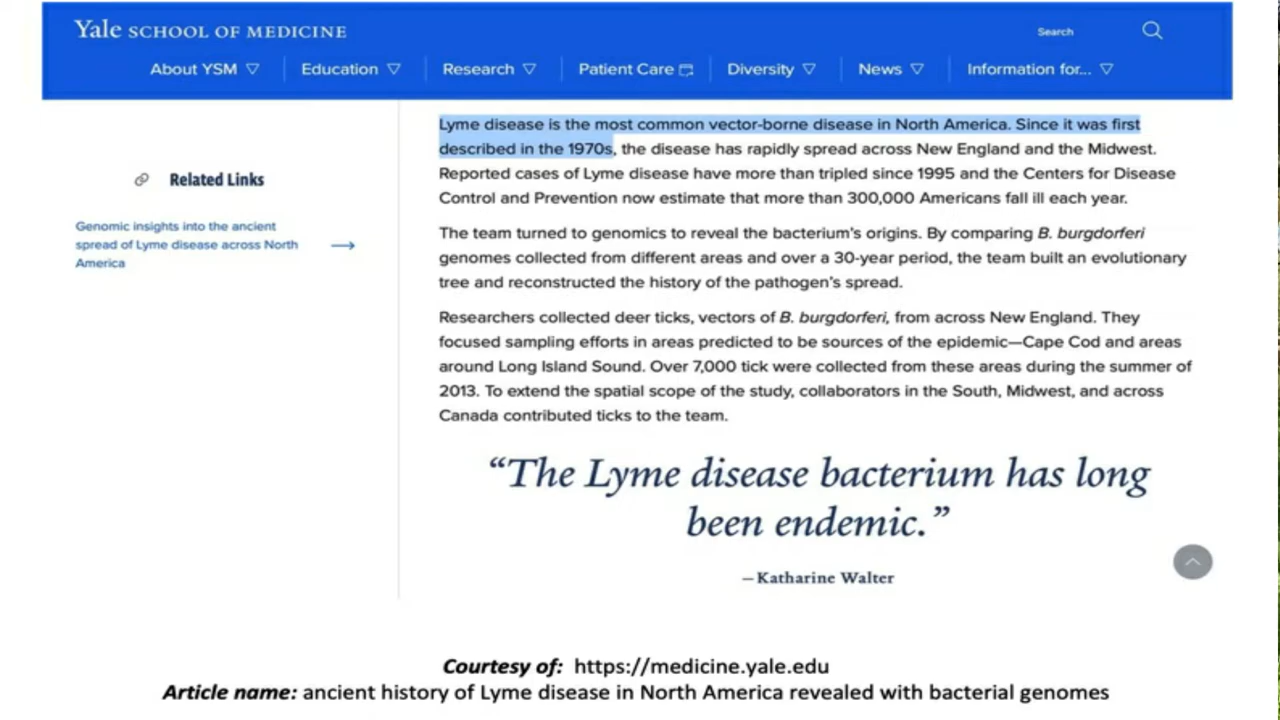 Yale SCHOOL OF MEDICINE
Search
About YSM
Education
Research
Patient Care
Diversity
News
Information for...
Related Links
Genomic insights into the ancient
spread of Lyme disease across North
America
Lyme disease is the most common vector-borne disease in North America. Since it was first
described in the 1970s, the disease has rapidly spread across New England and the Midwest.
Reported cases of Lyme disease have more than tripled since 1995 and the Centers for Disease
Control and Prevention now estimate that more than 300,000 Americans fall ill each year.
The team turned to genomics to reveal the bacterium's origins. By comparing B. burgdorferi
genomes collected from different areas and over a 30-year period, the team built an evolutionary
tree and reconstructed the history of the pathogen's spread.
Researchers collected deer ticks, vectors of B. burgdorferi, from across New England. They
focused sampling efforts in areas predicted to be sources of the epidemic—Cape Cod and areas
around Long Island Sound. Over 7,000 tick were collected from these areas during the summer of
2013. To extend the spatial scope of the study, collaborators in the South, Midwest, and across
Canada contributed ticks to the team.
“The Lyme disease bacterium has long
been endemic.”
—Katharine Walter
Courtesy of: https://medicine.yale.edu
Article name: ancient history of Lyme disease in North America revealed with bacterial genomes